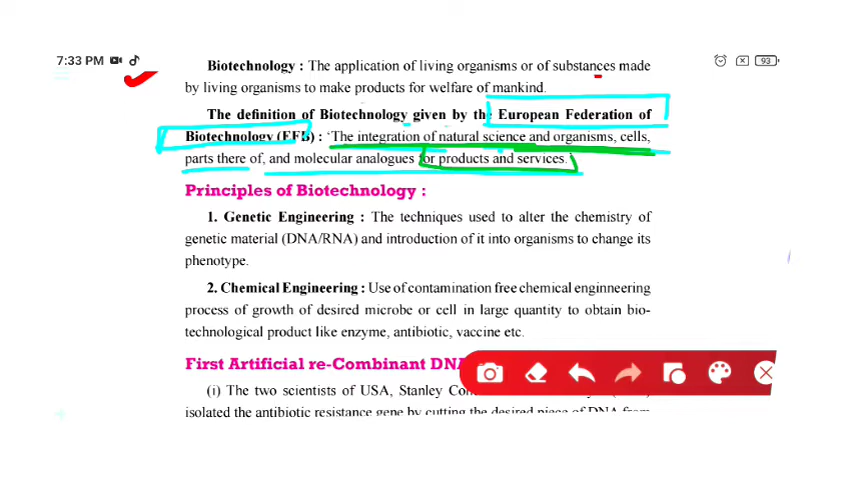 7:33 PM 93
Biotechnology : The application of living organisms or of substances made
by living organisms to make products for welfare of mankind.
The definition of Biotechnology given by the European Federation of
Biotechnology (EFB) : 'The integration of natural science and organisms, cells,
parts there of, and molecular analogues for products and services.'
Principles of Biotechnology :
1. Genetic Engineering : The techniques used to alter the chemistry of
genetic material (DNA/RNA) and introduction of it into organisms to change its
phenotype.
2. Chemical Engineering : Use of contamination free chemical enginneering
process of growth of desired microbe or cell in large quantity to obtain bio-
technological product like enzyme, antibiotic, vaccine etc.
First Artificial re-Combinant DNA
(i) The two scientists of USA, Stanley
isolated the antibiotic resistance gene by cutting the desired piece of DNA from